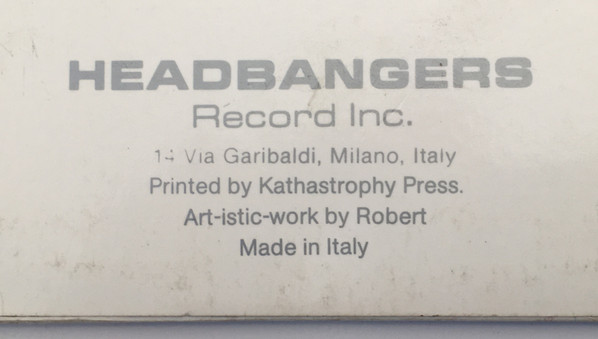 HEADBANGERS
Record Inc.
14 Via Garibaldi, Milano, Italy
Printed by Kathastrophy Press.
Art-istic-work by Robert
Made in Italy